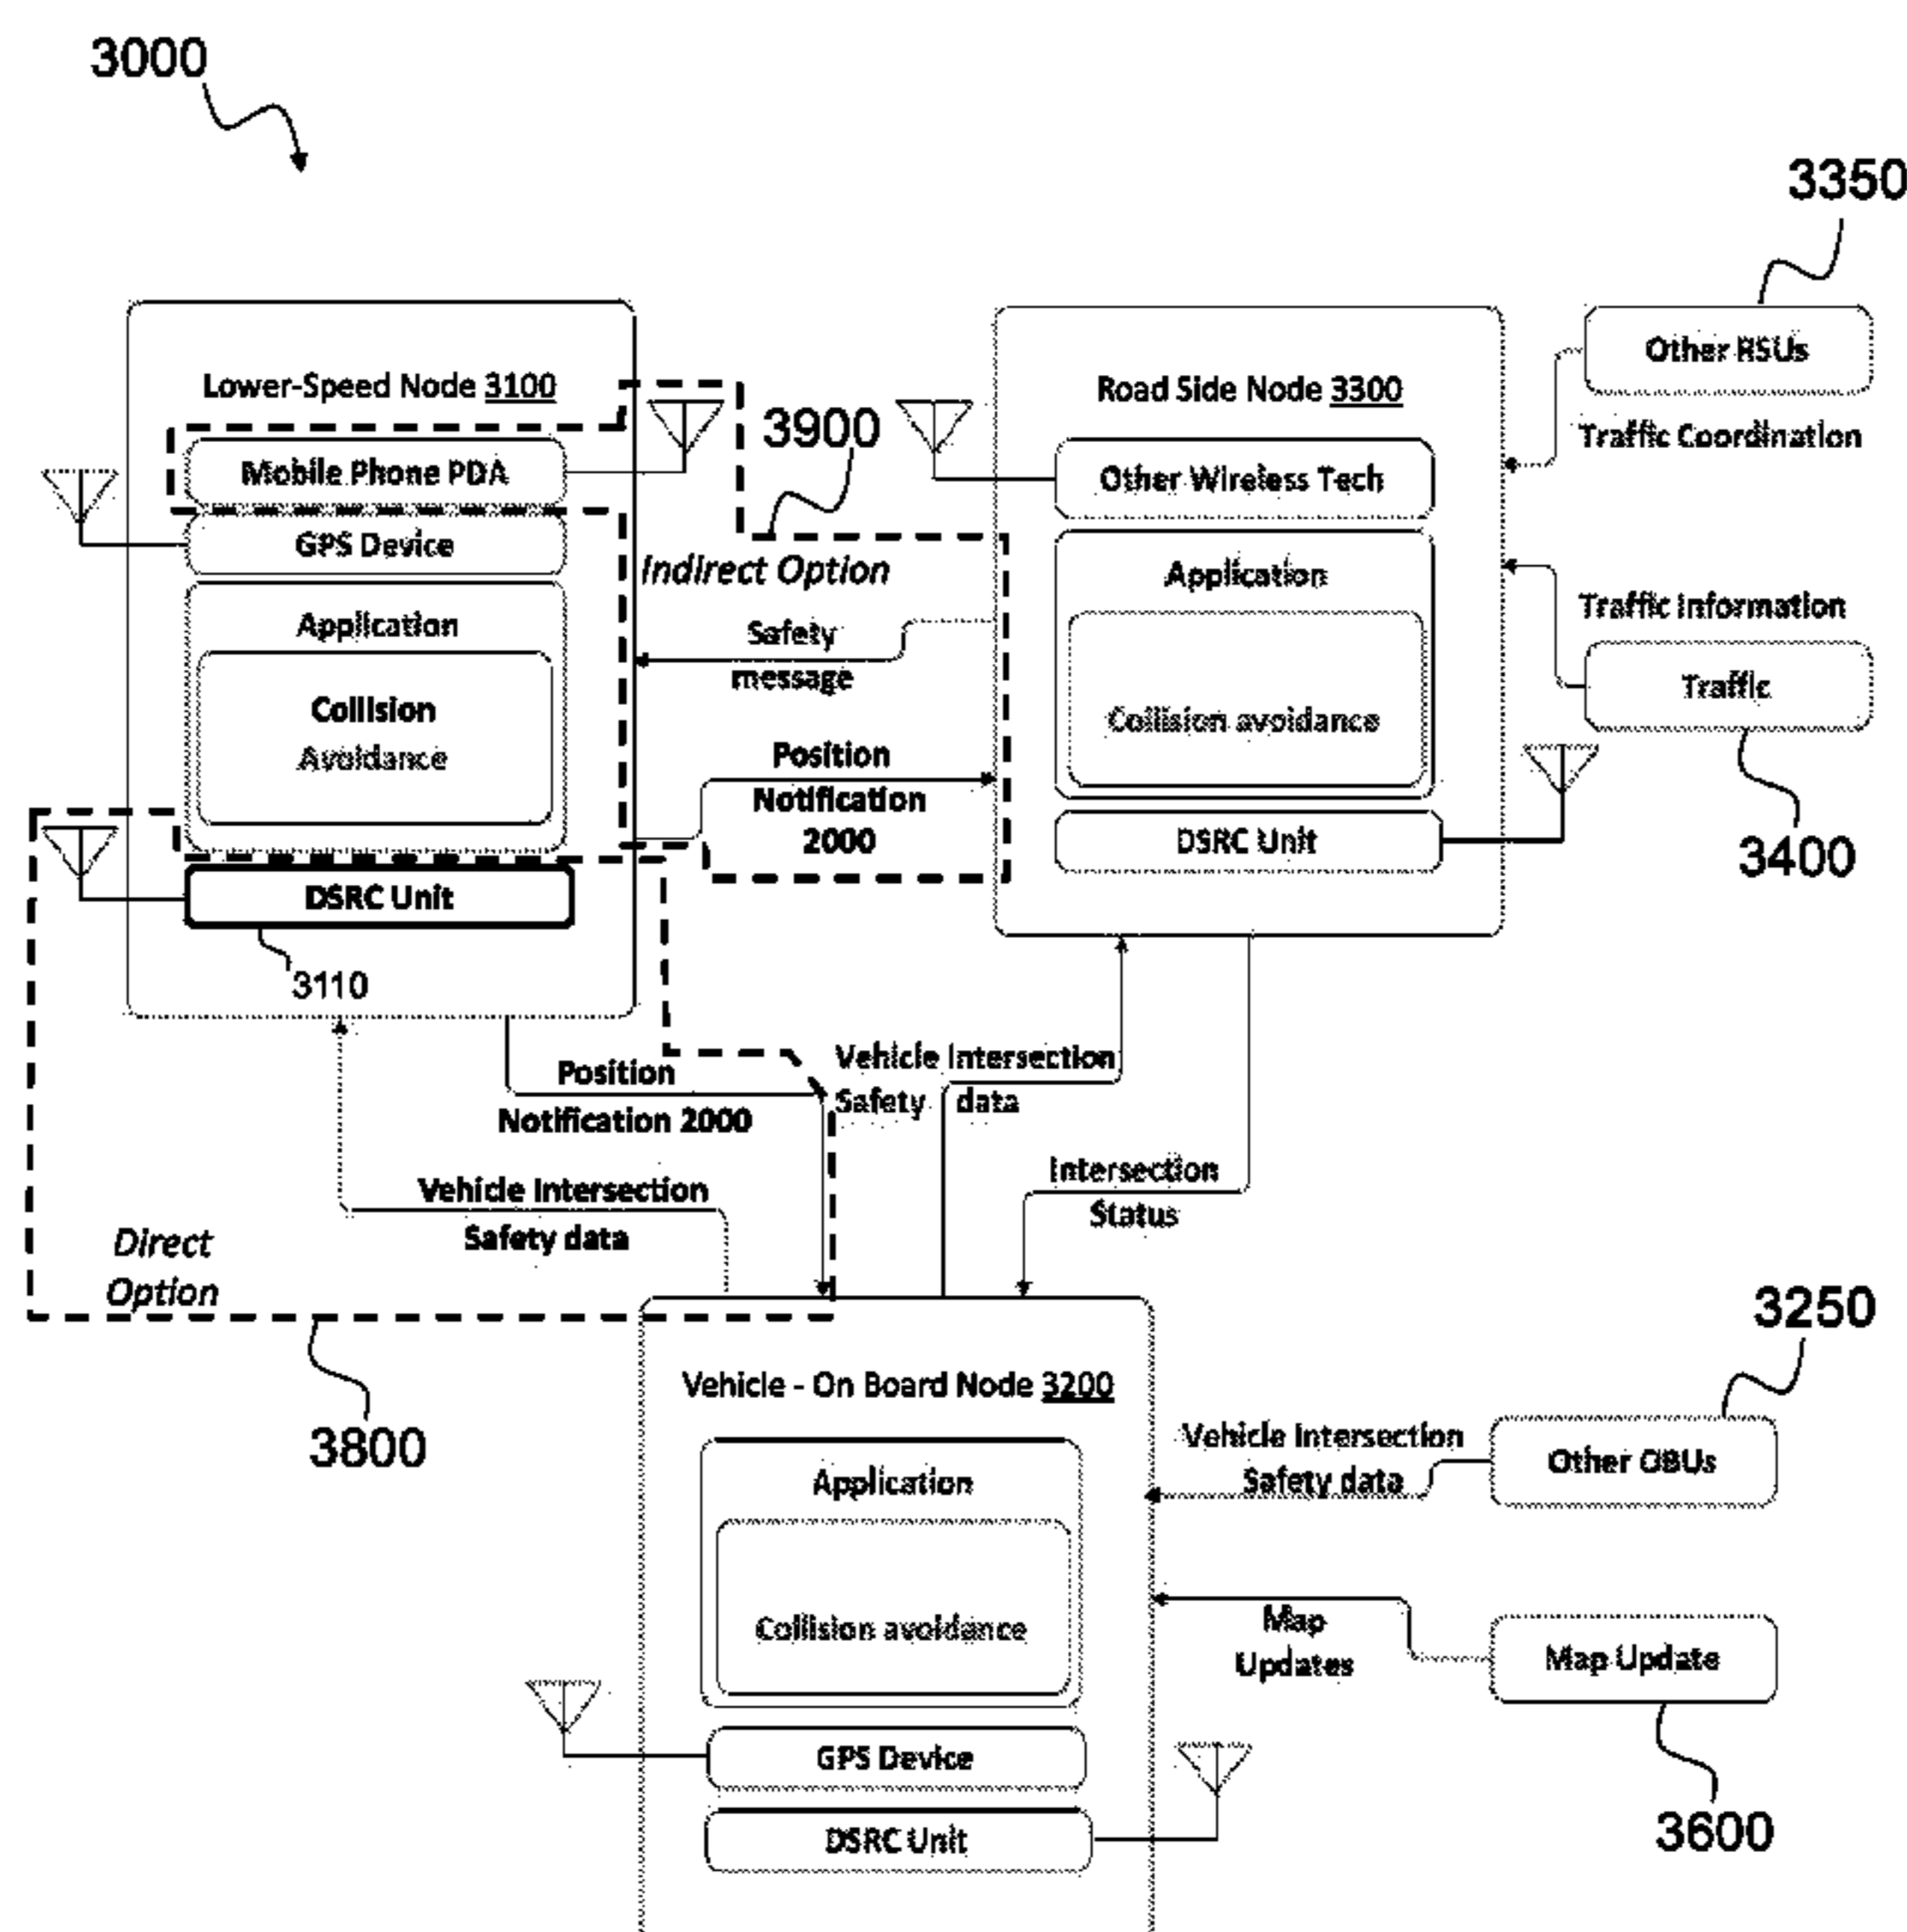 3000
3350
Other RSUs
Traffic Coordination
Lower-Speed Node 3100
Mobile Phone PDA
GPS Device
Application
Collision
Avoidance
DSRC Unit
3110
3900
Indirect Option
Safety
message
Position
Notification
2000
Road Side Node 3300
Other Wireless Tech
Application
Collision avoidance
DSRC Unit
Traffic Information
Traffic
3400
Position
Notification 2000
Vehicle Intersection
Safety data
Vehicle Intersection
Safety data
Intersection
Status
Direct
Option
3800
Vehicle - On Board Node 3200
Application
Collision avoidance
GPS Device
DSRC Unit
3250
Vehicle Intersection
Safety data
Other OBUs
Map
Updates
Map Update
3600